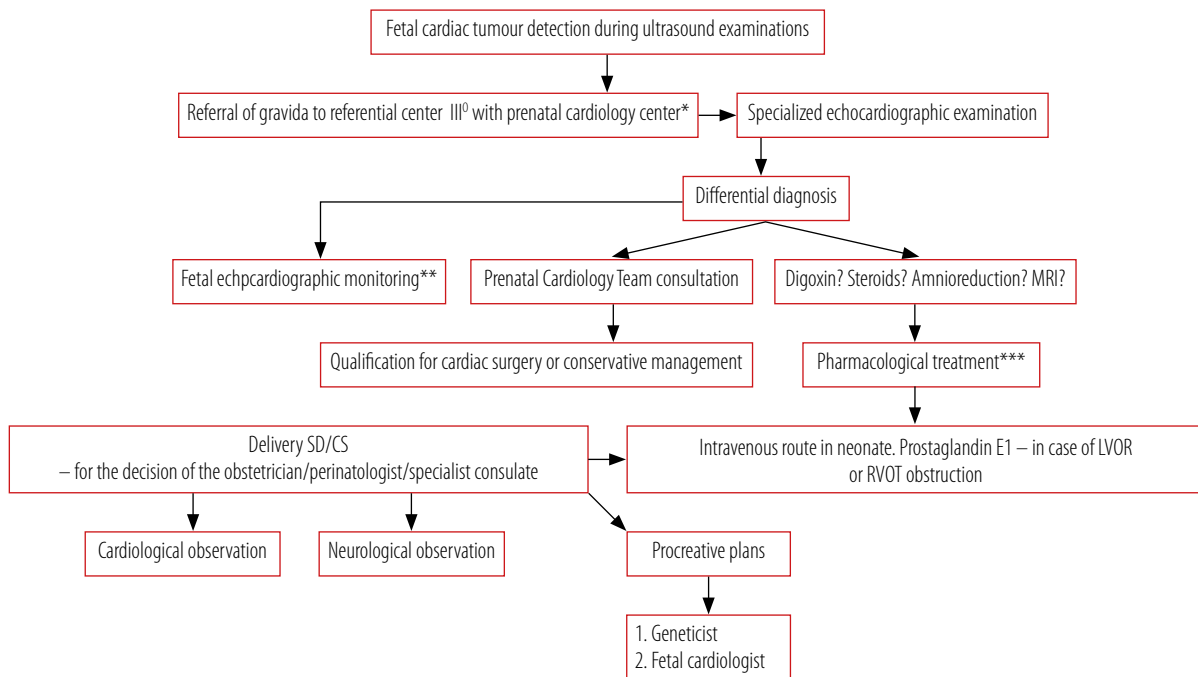 Fetal cardiac tumour detection during ultrasound examinations
Referral of gravida to referential center III⁰ with prenatal cardiology center*
Specialized echocardiographic examination
Differential diagnosis
Fetal echpcardiographic monitoring**
Prenatal Cardiology Team consultation
Digoxin? Steroids? Amnioreduction? MRI?
Qualification for cardiac surgery or conservative management
Pharmacological treatment***
Delivery SD/CS
– for the decision of the obstetrician/perinatologist/specialist consulate
Intravenous route in neonate. Prostaglandin E1 – in case of LVOR
or RVOT obstruction
Cardiological observation
Neurological observation
Procreative plans
1. Geneticist
2. Fetal cardiologist